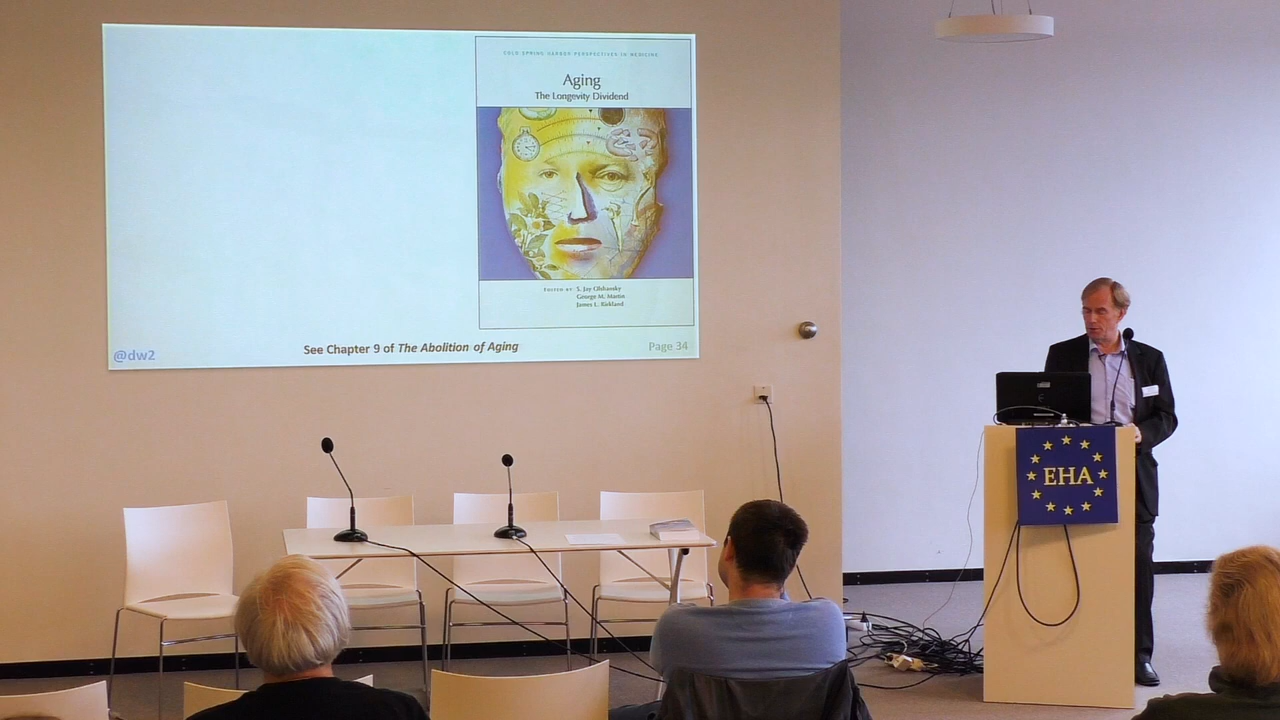 COLD SPRING HARBOR PERSPECTIVES IN MEDICINE
Aging
The Longevity Dividend
EDITED BY S. Jay Olshansky
George M. Martin
James L. Kirkland
@dw2
See Chapter 9 of The Abolition of Aging
Page 34
EHA